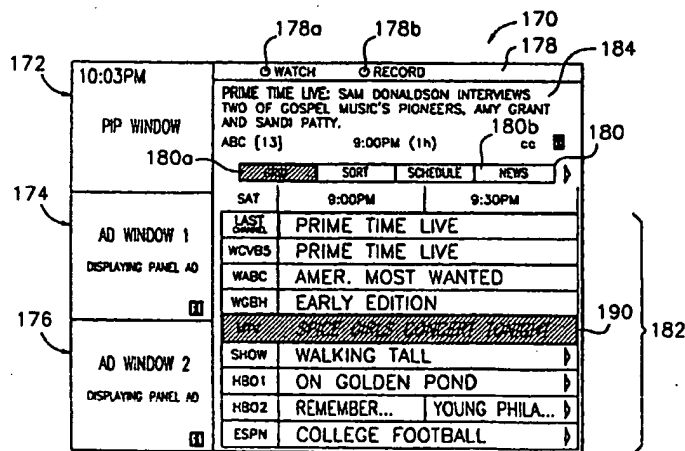 170
178a
178b
178
184
172
10:03PM
WATCH
RECORD
PIP WINDOW
PRIME TIME LIVE: SAM DONALDSON INTERVIEWS
TWO OF GOSPEL MUSIC'S PIONEERS, AMY GRANT
AND SANDI PATTY.
ABC [13] 9:00PM (1h) cc
180b
180
180a
SORT SCHEDULE NEWS
174
SAT 9:00PM 9:30PM
AD WINDOW 1
DISPLAYING PANEL AD
LAST CHANNEL PRIME TIME LIVE
WCVB5 PRIME TIME LIVE
WABC AMER. MOST WANTED
WGBH EARLY EDITION
176
MTV SPICE GIRLS CONCERT TONIGHT
190
182
AD WINDOW 2
DISPLAYING PANEL AD
SHOW WALKING TALL
HBO1 ON GOLDEN POND
HBO2 REMEMBER... YOUNG PHILA...
ESPN COLLEGE FOOTBALL